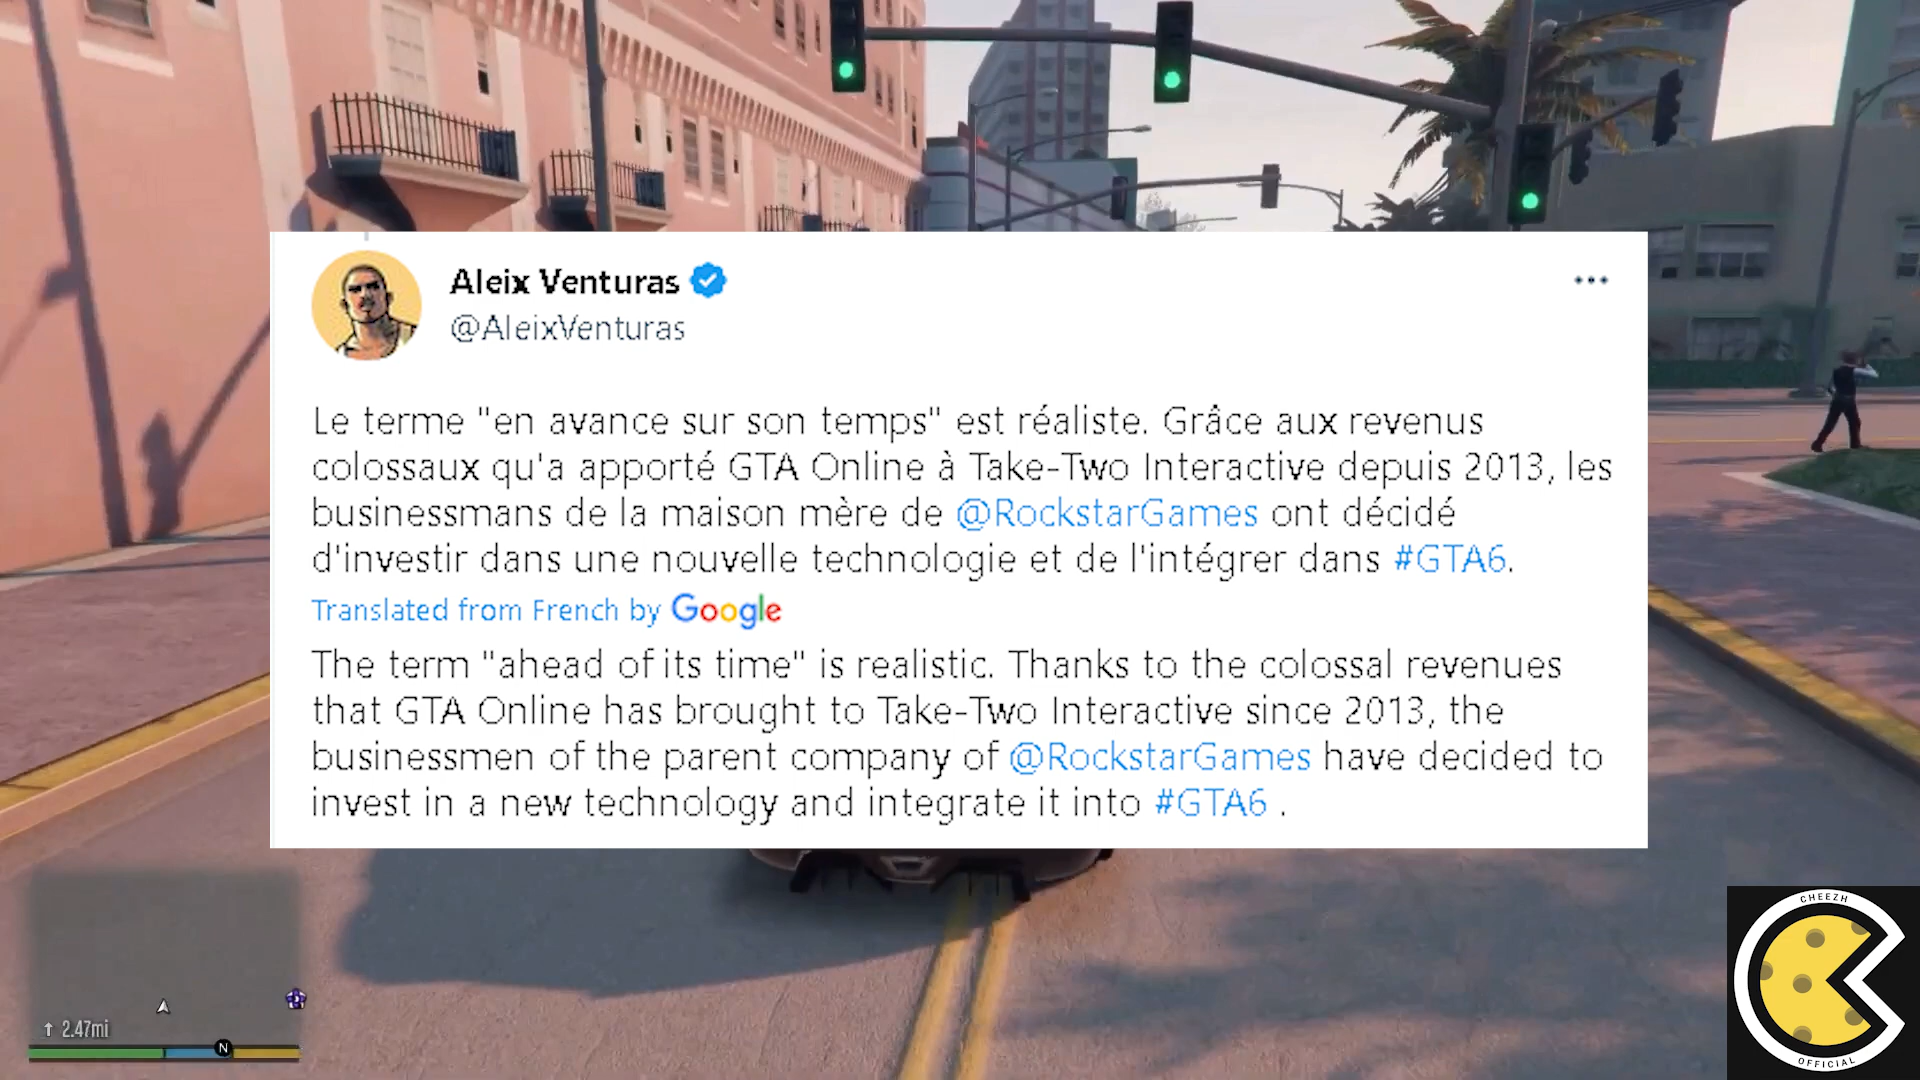 Aleix Venturas
@AleixVenturas
Le terme "en avance sur son temps" est réaliste. Grâce aux revenus
colossaux qu'a apporté GTA Online à Take-Two Interactive depuis 2013, les
businessmans de la maison mère de @RockstarGames ont décidé
d'investir dans une nouvelle technologie et de l'intégrer dans #GTA6.
Translated from French by Google
The term "ahead of its time" is realistic. Thanks to the colossal revenues
that GTA Online has brought to Take-Two Interactive since 2013, the
businessmen of the parent company of @RockstarGames have decided to
invest in a new technology and integrate it into #GTA6 .
2.47mi
N
CHEEZH
OFFICIAL